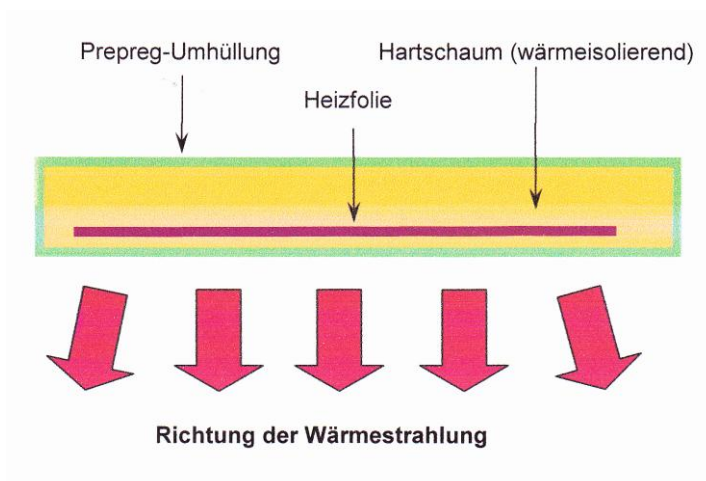 Prepreg-Umhüllung
Hartschaum (wärmeisolierend)
Heizfolie
Richtung der Wärmestrahlung